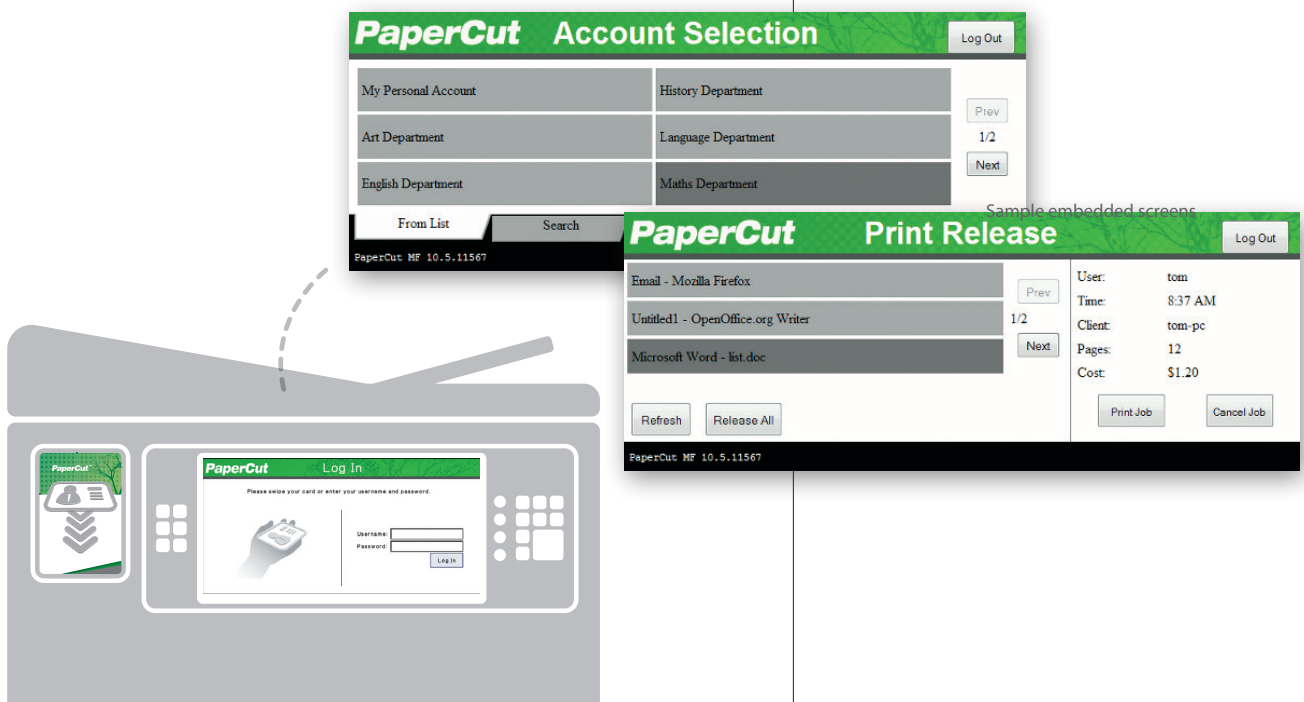 PaperCut Account Selection
Log Out
My Personal Account
History Department
Prev
Art Department
Language Department
1/2
Next
English Department
Maths Department
From List
Search
PaperCut MF 10.5.11567
Sample embedded screens
PaperCut Print Release
Log Out
Email - Mozilla Firefox
Untitled1 - OpenOffice.org Writer
Microsoft Word - list.doc
Prev
1/2
Next
User: tom
Time: 8:37 AM
Client: tom-pc
Pages: 12
Cost: $1.20
Refresh
Release All
Print Job
Cancel Job
PaperCut MF 10.5.11567
PaperCut
PaperCut Log In
Please swipe your card or enter your username and password.
Username:
Password:
Log In